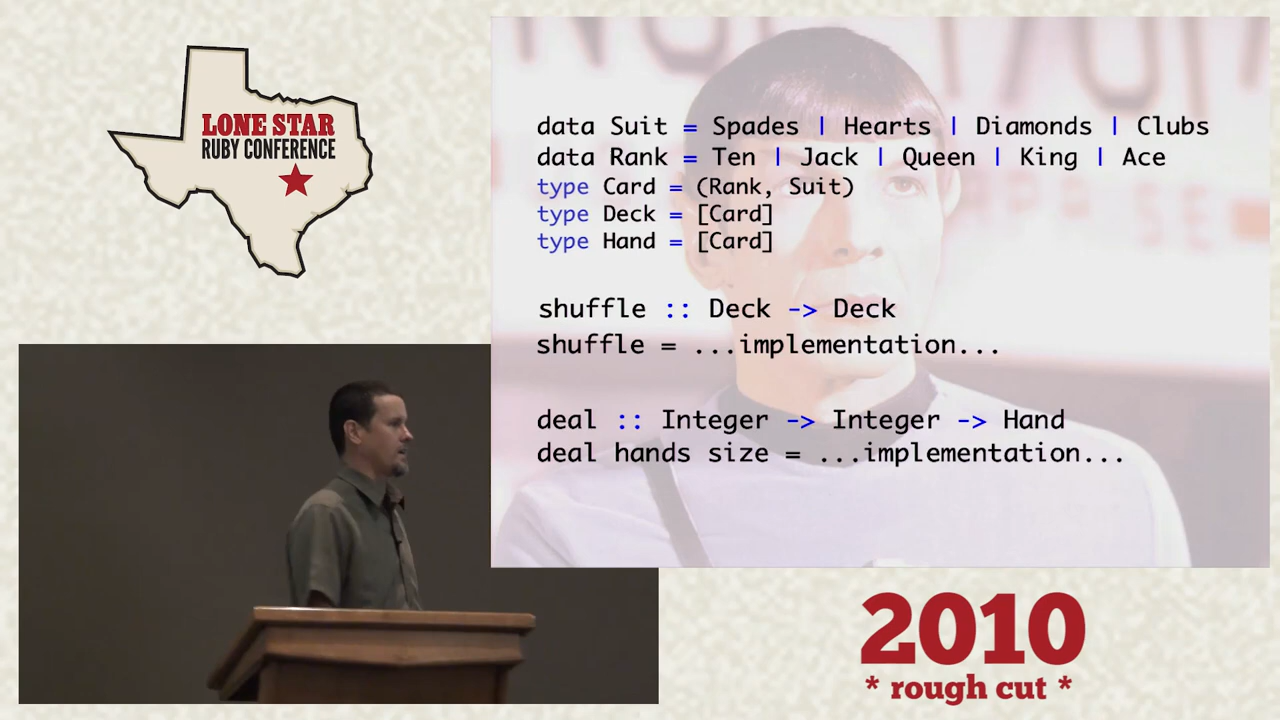 LONE STAR
RUBY CONFERENCE
data Suit = Spades | Hearts | Diamonds | Clubs
data Rank = Ten | Jack | Queen | King | Ace
type Card = (Rank, Suit)
type Deck = [Card]
type Hand = [Card]
shuffle :: Deck -> Deck
shuffle = ...implementation...
deal :: Integer -> Integer -> Hand
deal hands size = ...implementation...
2010
* rough cut *